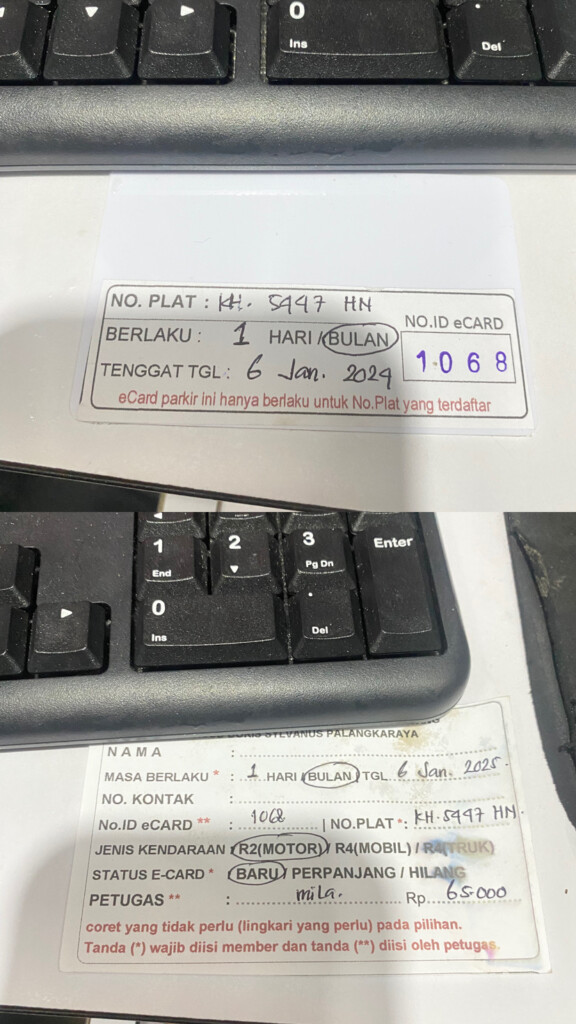 0
Ins
Del
NO. PLAT : KH. 5447 HN
BERLAKU : 1 HARI / BULAN
NO.ID eCARD
1068
TENGGAT TGL : 6 Jan. 2024
eCard parkir ini hanya berlaku untuk No.Plat yang terdaftar
1 2 3 Enter
End Pg Dn
0
Ins Del
SYLVANUS PALANGKARAYA
NAMA :
MASA BERLAKU * : 1 HARI / BULAN / TGL. 6 Jan. 2025.
NO. KONTAK :
No.ID eCARD ** : 1068 | NO.PLAT *: KH. 5447 HN.
JENIS KENDARAAN : R2(MOTOR) / R4(MOBIL) / R4(TRUK)
STATUS E-CARD * (BARU) PERPANJANG / HILANG
PETUGAS ** : mila. Rp. 65.000
coret yang tidak perlu (lingkari yang perlu) pada pilihan.
Tanda (*) wajib diisi member dan tanda (**) diisi oleh petugas.